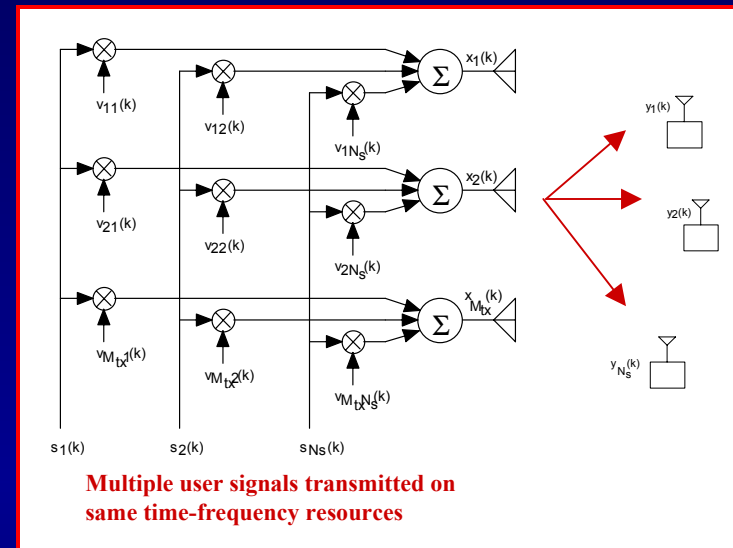 x1(k)
Σ
y1(k)
v11(k)
v12(k)
v1Ns(k)
x2(k)
Σ
y2(k)
v21(k)
v22(k)
v2Ns(k)
xMtx(k)
Σ
yNs(k)
vMtx1(k)
vMtx2(k)
vMtxNs(k)
s1(k) s2(k) sNs(k)
Multiple user signals transmitted on
same time-frequency resources